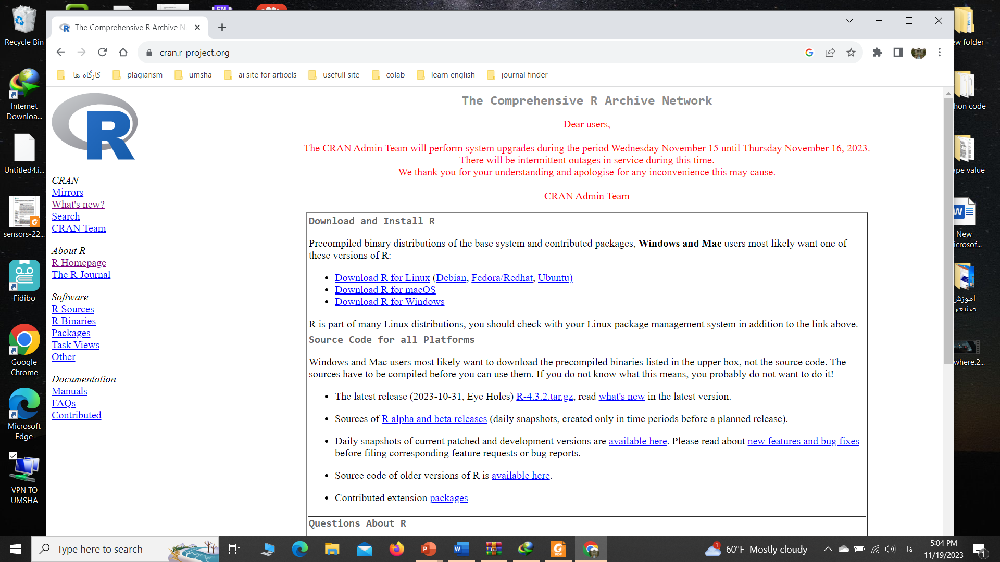 Recycle Bin
Internet
Downloa...
Untitled4.i...
sensors-22...
Fidibo
Google
Chrome
Microsoft
Edge
VPN TO
UMSHA
EN
The Comprehensive R Archive N
cran.r-project.org
کارگاه ها
plagiarism
umsha
ai site for articels
usefull site
colab
learn english
journal finder
R
CRAN
Mirrors
What's new?
Search
CRAN Team
About R
R Homepage
The R Journal
Software
R Sources
R Binaries
Packages
Task Views
Other
Documentation
Manuals
FAQs
Contributed
The Comprehensive R Archive Network
Dear users,
The CRAN Admin Team will perform system upgrades during the period Wednesday November 15 until Thursday November 16, 2023.
There will be intermittent outages in service during this time.
We thank you for your understanding and apologise for any inconvenience this may cause.
CRAN Admin Team
Download and Install R
Precompiled binary distributions of the base system and contributed packages, Windows and Mac users most likely want one of
these versions of R:
• Download R for Linux (Debian, Fedora/Redhat, Ubuntu)
• Download R for macOS
• Download R for Windows
R is part of many Linux distributions, you should check with your Linux package management system in addition to the link above.
Source Code for all Platforms
Windows and Mac users most likely want to download the precompiled binaries listed in the upper box, not the source code. The
sources have to be compiled before you can use them. If you do not know what this means, you probably do not want to do it!
• The latest release (2023-10-31, Eye Holes) R-4.3.2.tar.gz, read what's new in the latest version.
• Sources of R alpha and beta releases (daily snapshots, created only in time periods before a planned release).
• Daily snapshots of current patched and development versions are available here. Please read about new features and bug fixes
before filing corresponding feature requests or bug reports.
• Source code of older versions of R is available here.
• Contributed extension packages
Questions About R
ew folder
hon code
ape value
New
icrosof...
اموزش
صنیعی
where.2...
Type here to search
1
60°F Mostly cloudy
فا
5:04 PM
11/19/2023
1